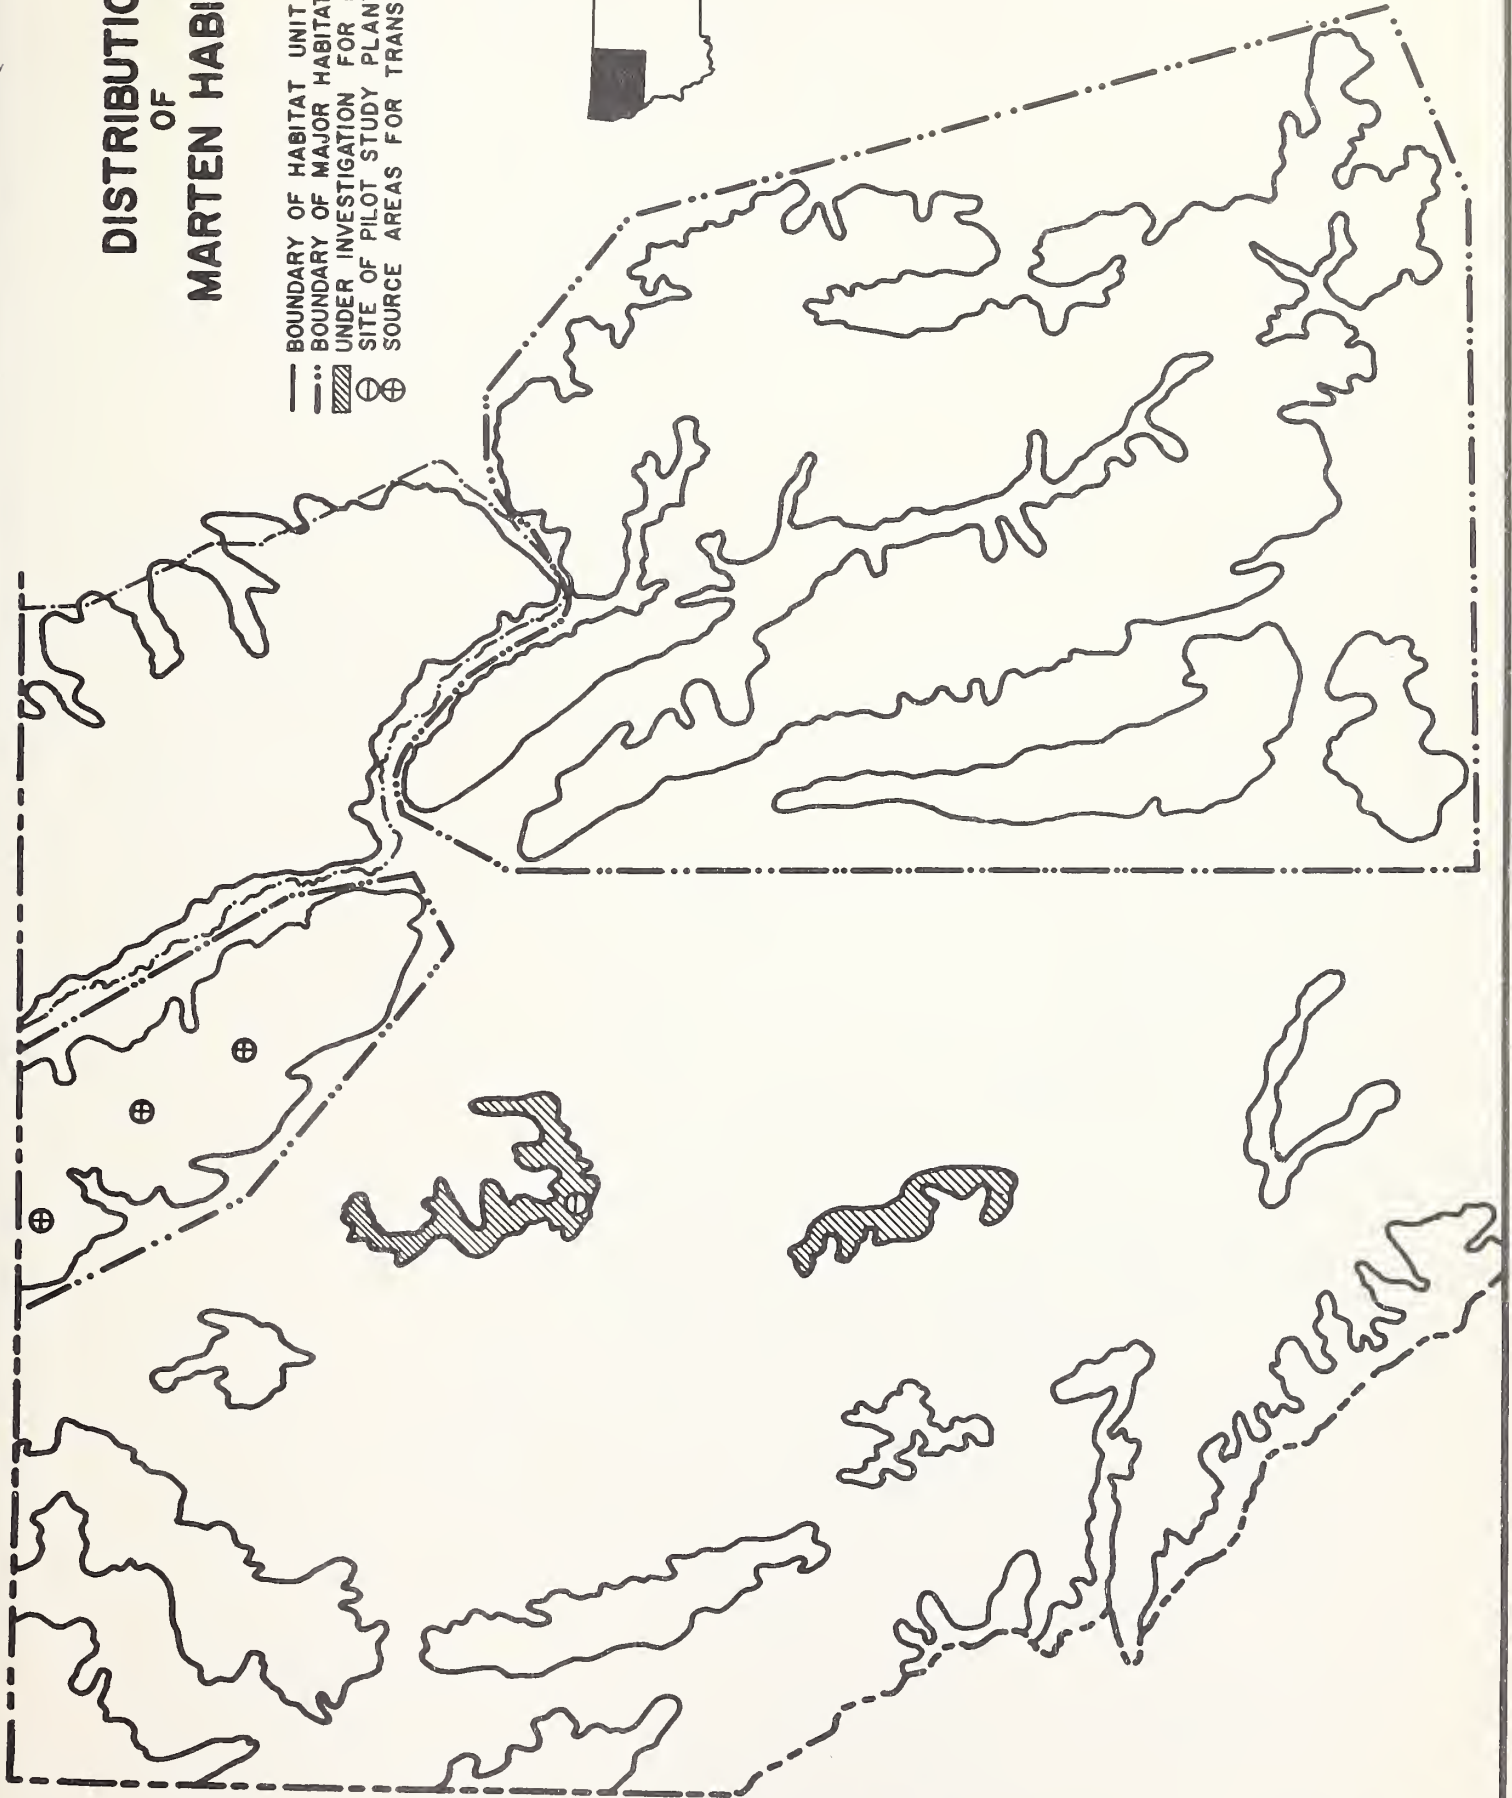 DISTRIBUTIO
OF
MARTEN HABI
BOUNDARY OF HABITAT UNIT
BOUNDARY OF MAJOR HABITAT
UNDER INVESTIGATION FOR
SITE OF PILOT STUDY PLANT
SOURCE AREAS FOR TRANS